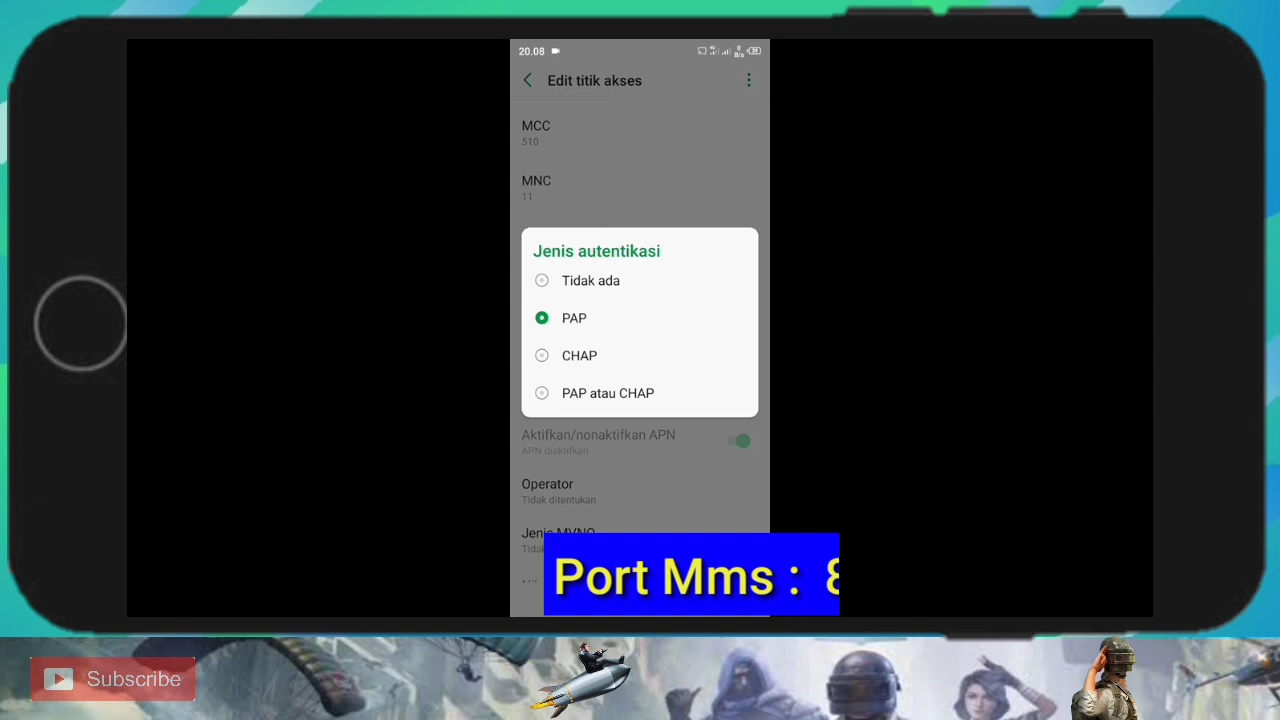 20.08
Edit titik akses
MCC
510
MNC
11
Jenis autentikasi
Tidak ada
PAP
CHAP
PAP atau CHAP
Aktifkan/nonaktifkan APN
APN diaktifkan
Operator
Tidak ditentukan
Jenis MVNO
Port Mms : 8
Subscribe